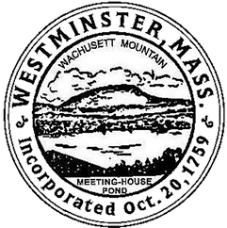 WESTMINSTER, MASS.
WACHUSETT MOUNTAIN
MEETING-HOUSE
POND
Incorporated Oct. 20, 1759